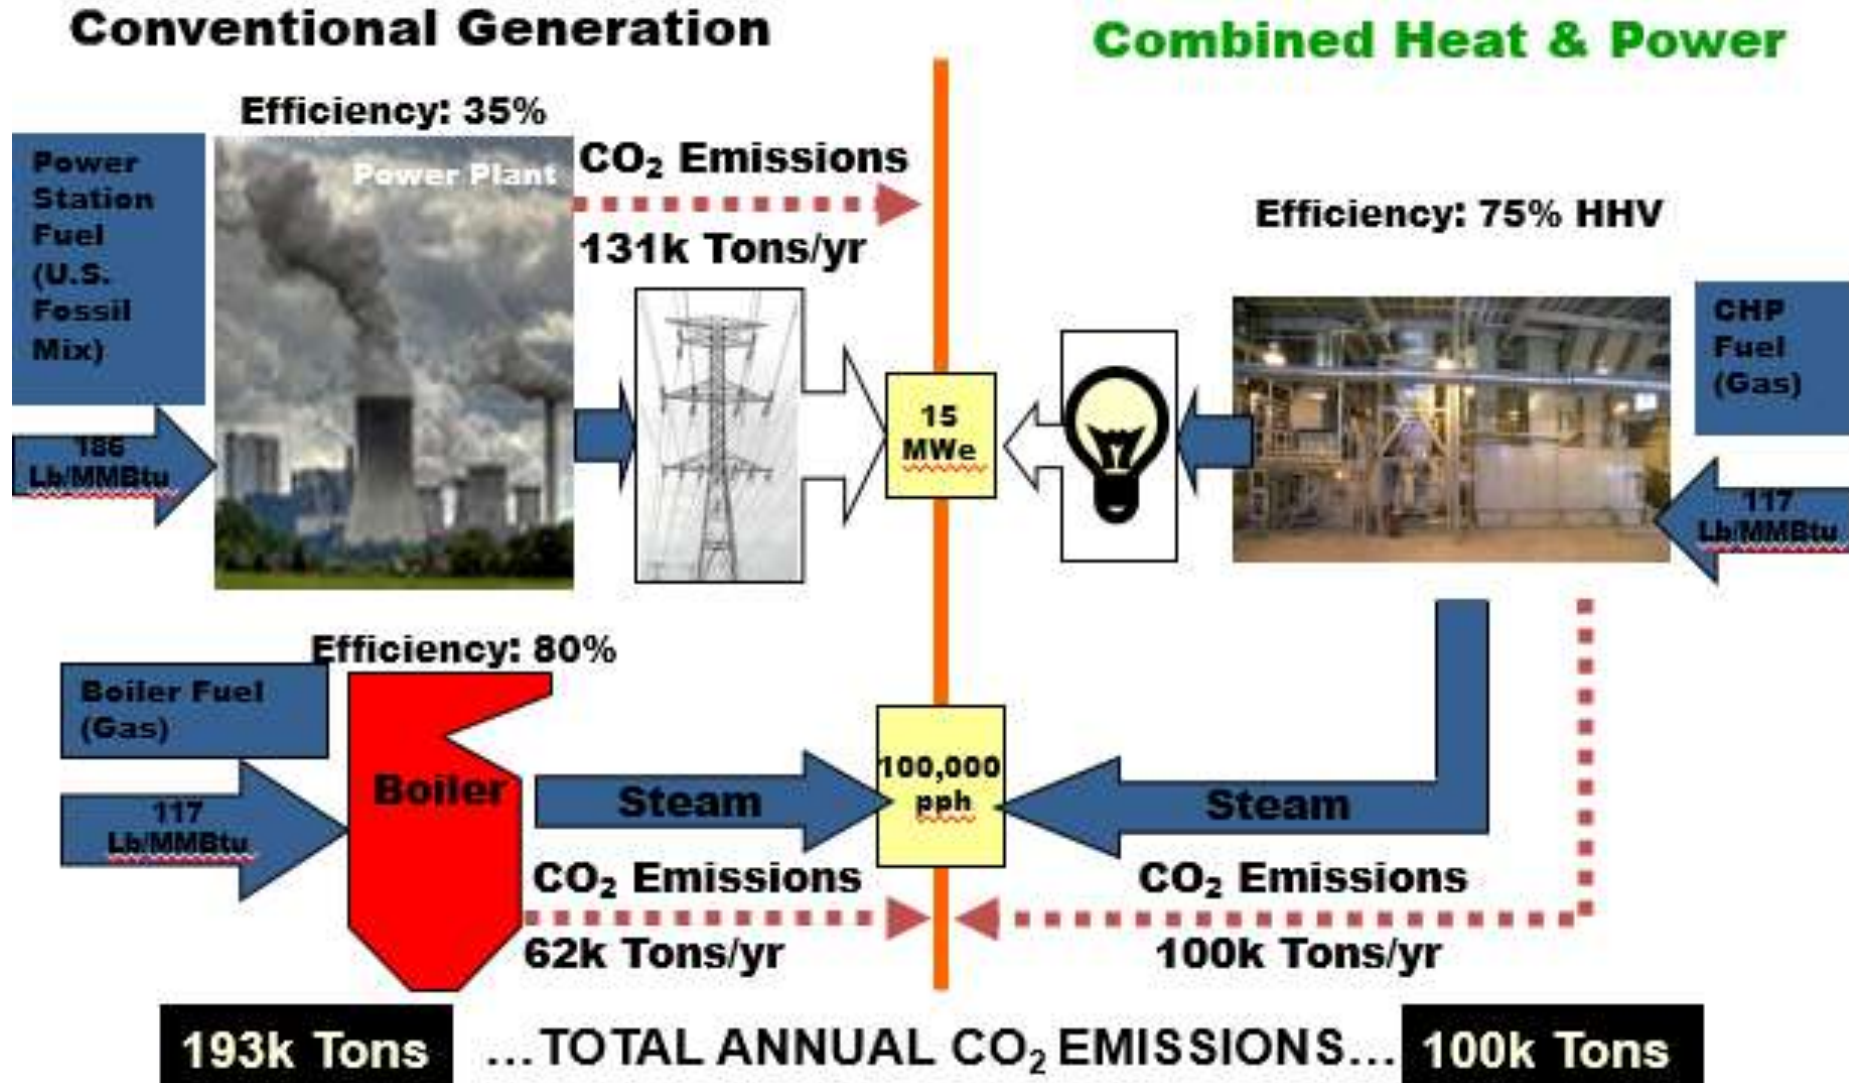 Conventional Generation
Combined Heat & Power
Efficiency: 35%
Power
Station
Fuel
(U.S.
Fossil
Mix)
186
Lb/MMBtu
Power Plant
CO₂ Emissions
131k Tons/yr
15
MWe
Efficiency: 75% HHV
CHP
Fuel
(Gas)
117
Lb/MMBtu
Efficiency: 80%
Boiler Fuel
(Gas)
117
Lb/MMBtu
Boiler
Steam
100,000
pph
Steam
CO₂ Emissions
62k Tons/yr
CO₂ Emissions
100k Tons/yr
193k Tons ...TOTAL ANNUAL CO₂ EMISSIONS... 100k Tons